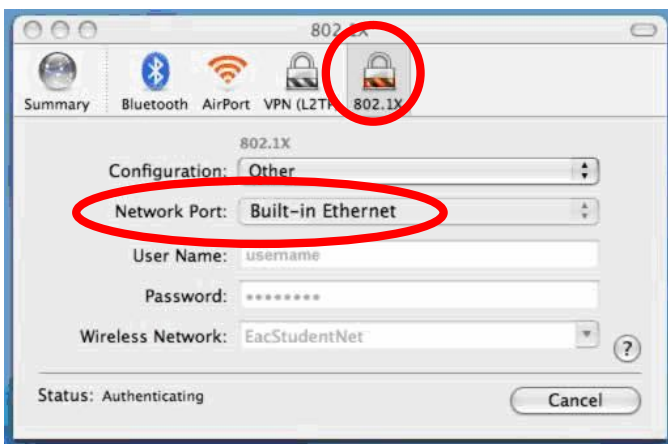 802.1X
Summary Bluetooth AirPort VPN (L2TP 802.1X
802.1X
Configuration: Other
Network Port: Built-in Ethernet
User Name: username
Password: ••••••••
Wireless Network: EacStudentNet
?
Status: Authenticating
Cancel